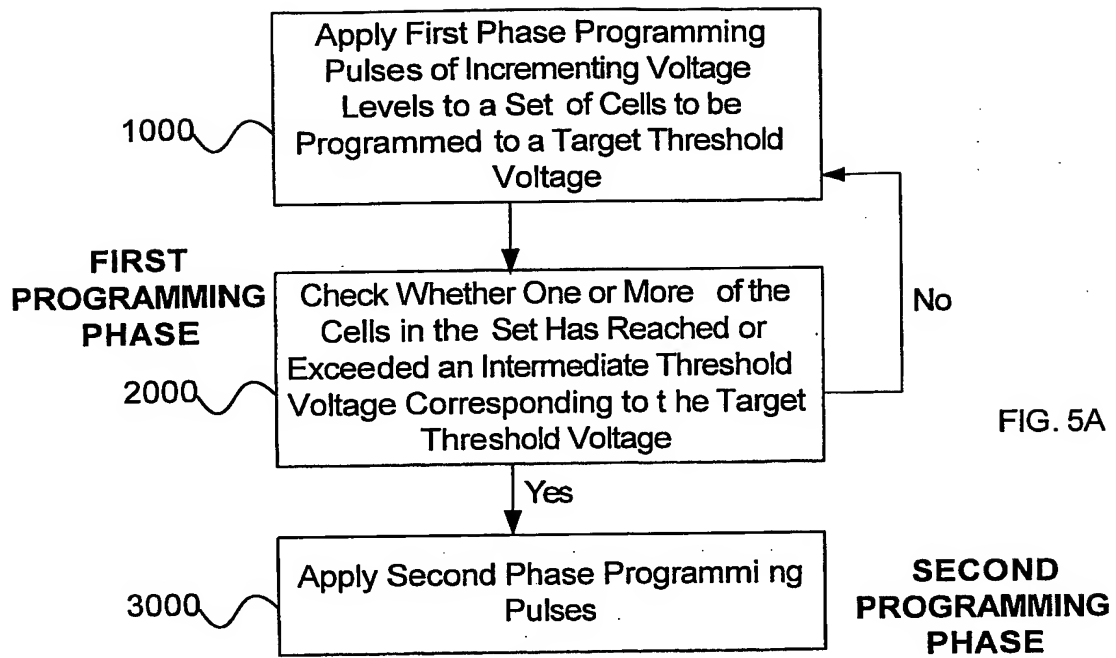 Apply First Phase Programming
Pulses of Incrementing Voltage
Levels to a Set of Cells to be
Programmed to a Target Threshold
Voltage
1000
FIRST
PROGRAMMING
PHASE
Check Whether One or More of the
Cells in the Set Has Reached or
Exceeded an Intermediate Threshold
Voltage Corresponding to t he Target
Threshold Voltage
2000
No
FIG. 5A
Yes
Apply Second Phase Programmi ng
Pulses
3000
SECOND
PROGRAMMING
PHASE